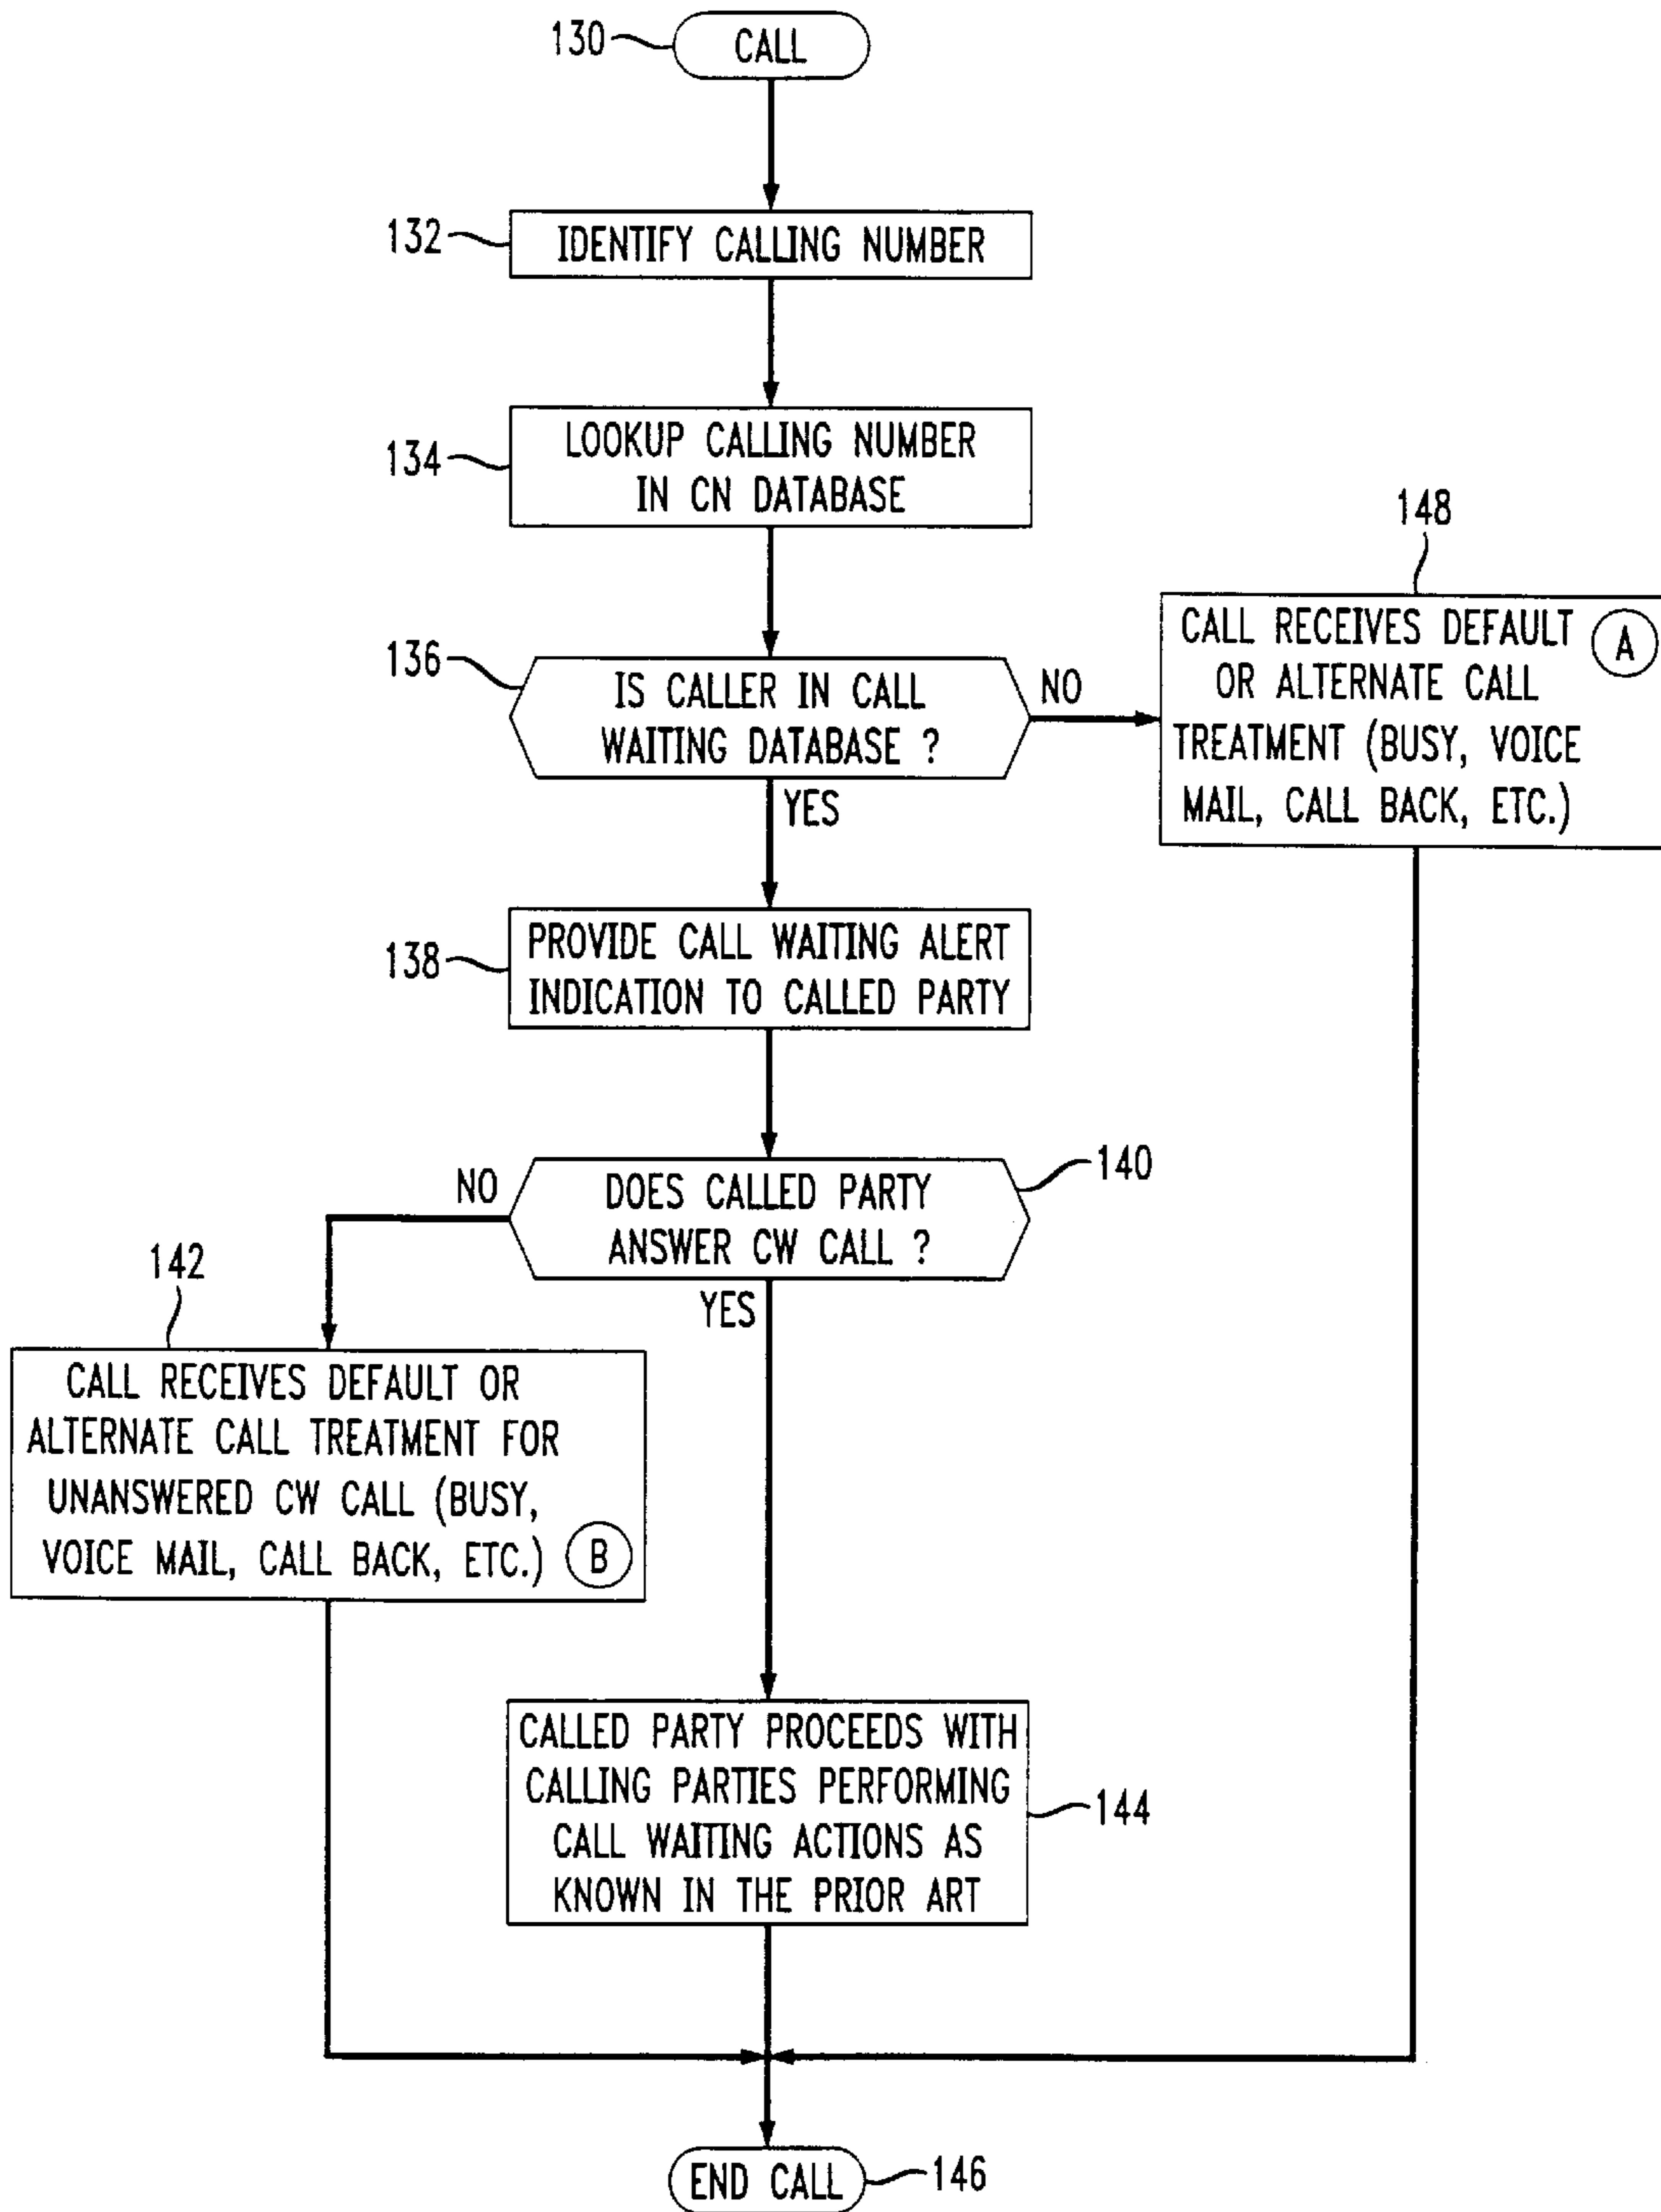 130
CALL
132
IDENTIFY CALLING NUMBER
134
LOOKUP CALLING NUMBER
IN CN DATABASE
136
IS CALLER IN CALL
WAITING DATABASE ?
NO
YES
148
CALL RECEIVES DEFAULT
A
OR ALTERNATE CALL
TREATMENT (BUSY, VOICE
MAIL, CALL BACK, ETC.)
138
PROVIDE CALL WAITING ALERT
INDICATION TO CALLED PARTY
140
DOES CALLED PARTY
ANSWER CW CALL ?
NO
YES
142
CALL RECEIVES DEFAULT OR
ALTERNATE CALL TREATMENT FOR
UNANSWERED CW CALL (BUSY,
VOICE MAIL, CALL BACK, ETC.)
B
CALLED PARTY PROCEEDS WITH
CALLING PARTIES PERFORMING
CALL WAITING ACTIONS AS
KNOWN IN THE PRIOR ART
144
END CALL
146